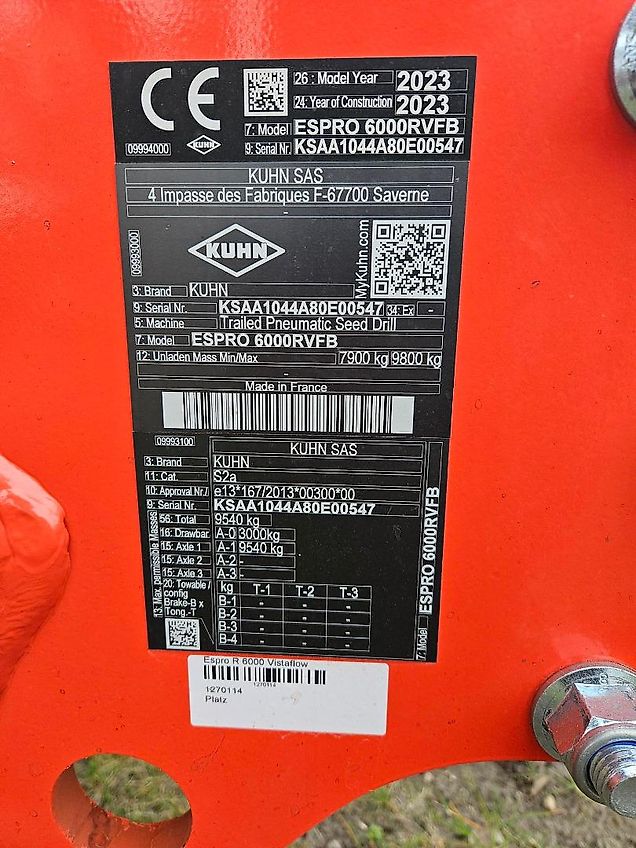 CE
26 : Model Year 2023
24: Year of Construction 2023
7: Model ESPRO 6000RVFB
09994000 KUHN 9: Serial Nr. KSAA1044A80E00547
KUHN SAS
4 Impasse des Fabriques F-67700 Saverne
-
09993000
KUHN
MyKuhn.com
3: Brand KUHN
9: Serial Nr. KSAA1044A80E00547 34: Ex -
5: Machine Trailed Pneumatic Seed Drill
7: Model ESPRO 6000RVFB
12: Unladen Mass Min/Max 7900 kg 9800 kg
-
Made in France
09993100 KUHN SAS
3: Brand KUHN
11: Cat. S2a
10: Approval Nr. e13*167/2013*00300*00
9: Serial Nr. KSAA1044A80E00547
13: Max. permissible Masses
56: Total 9540 kg
16: Drawbar A-0 3000kg
15: Axle 1 A-1 9540 kg
15: Axle 2 A-2 -
15: Axle 3 A-3 -
20: Towable / config Brake-B x Tong.-T
kg T-1 T-2 T-3
B-1 - - -
B-2 - - -
B-3 - - -
B-4 - - -
7: Model ESPRO 6000RVFB
Espro R 6000 Vistaflow
1270114
1270114
Platz